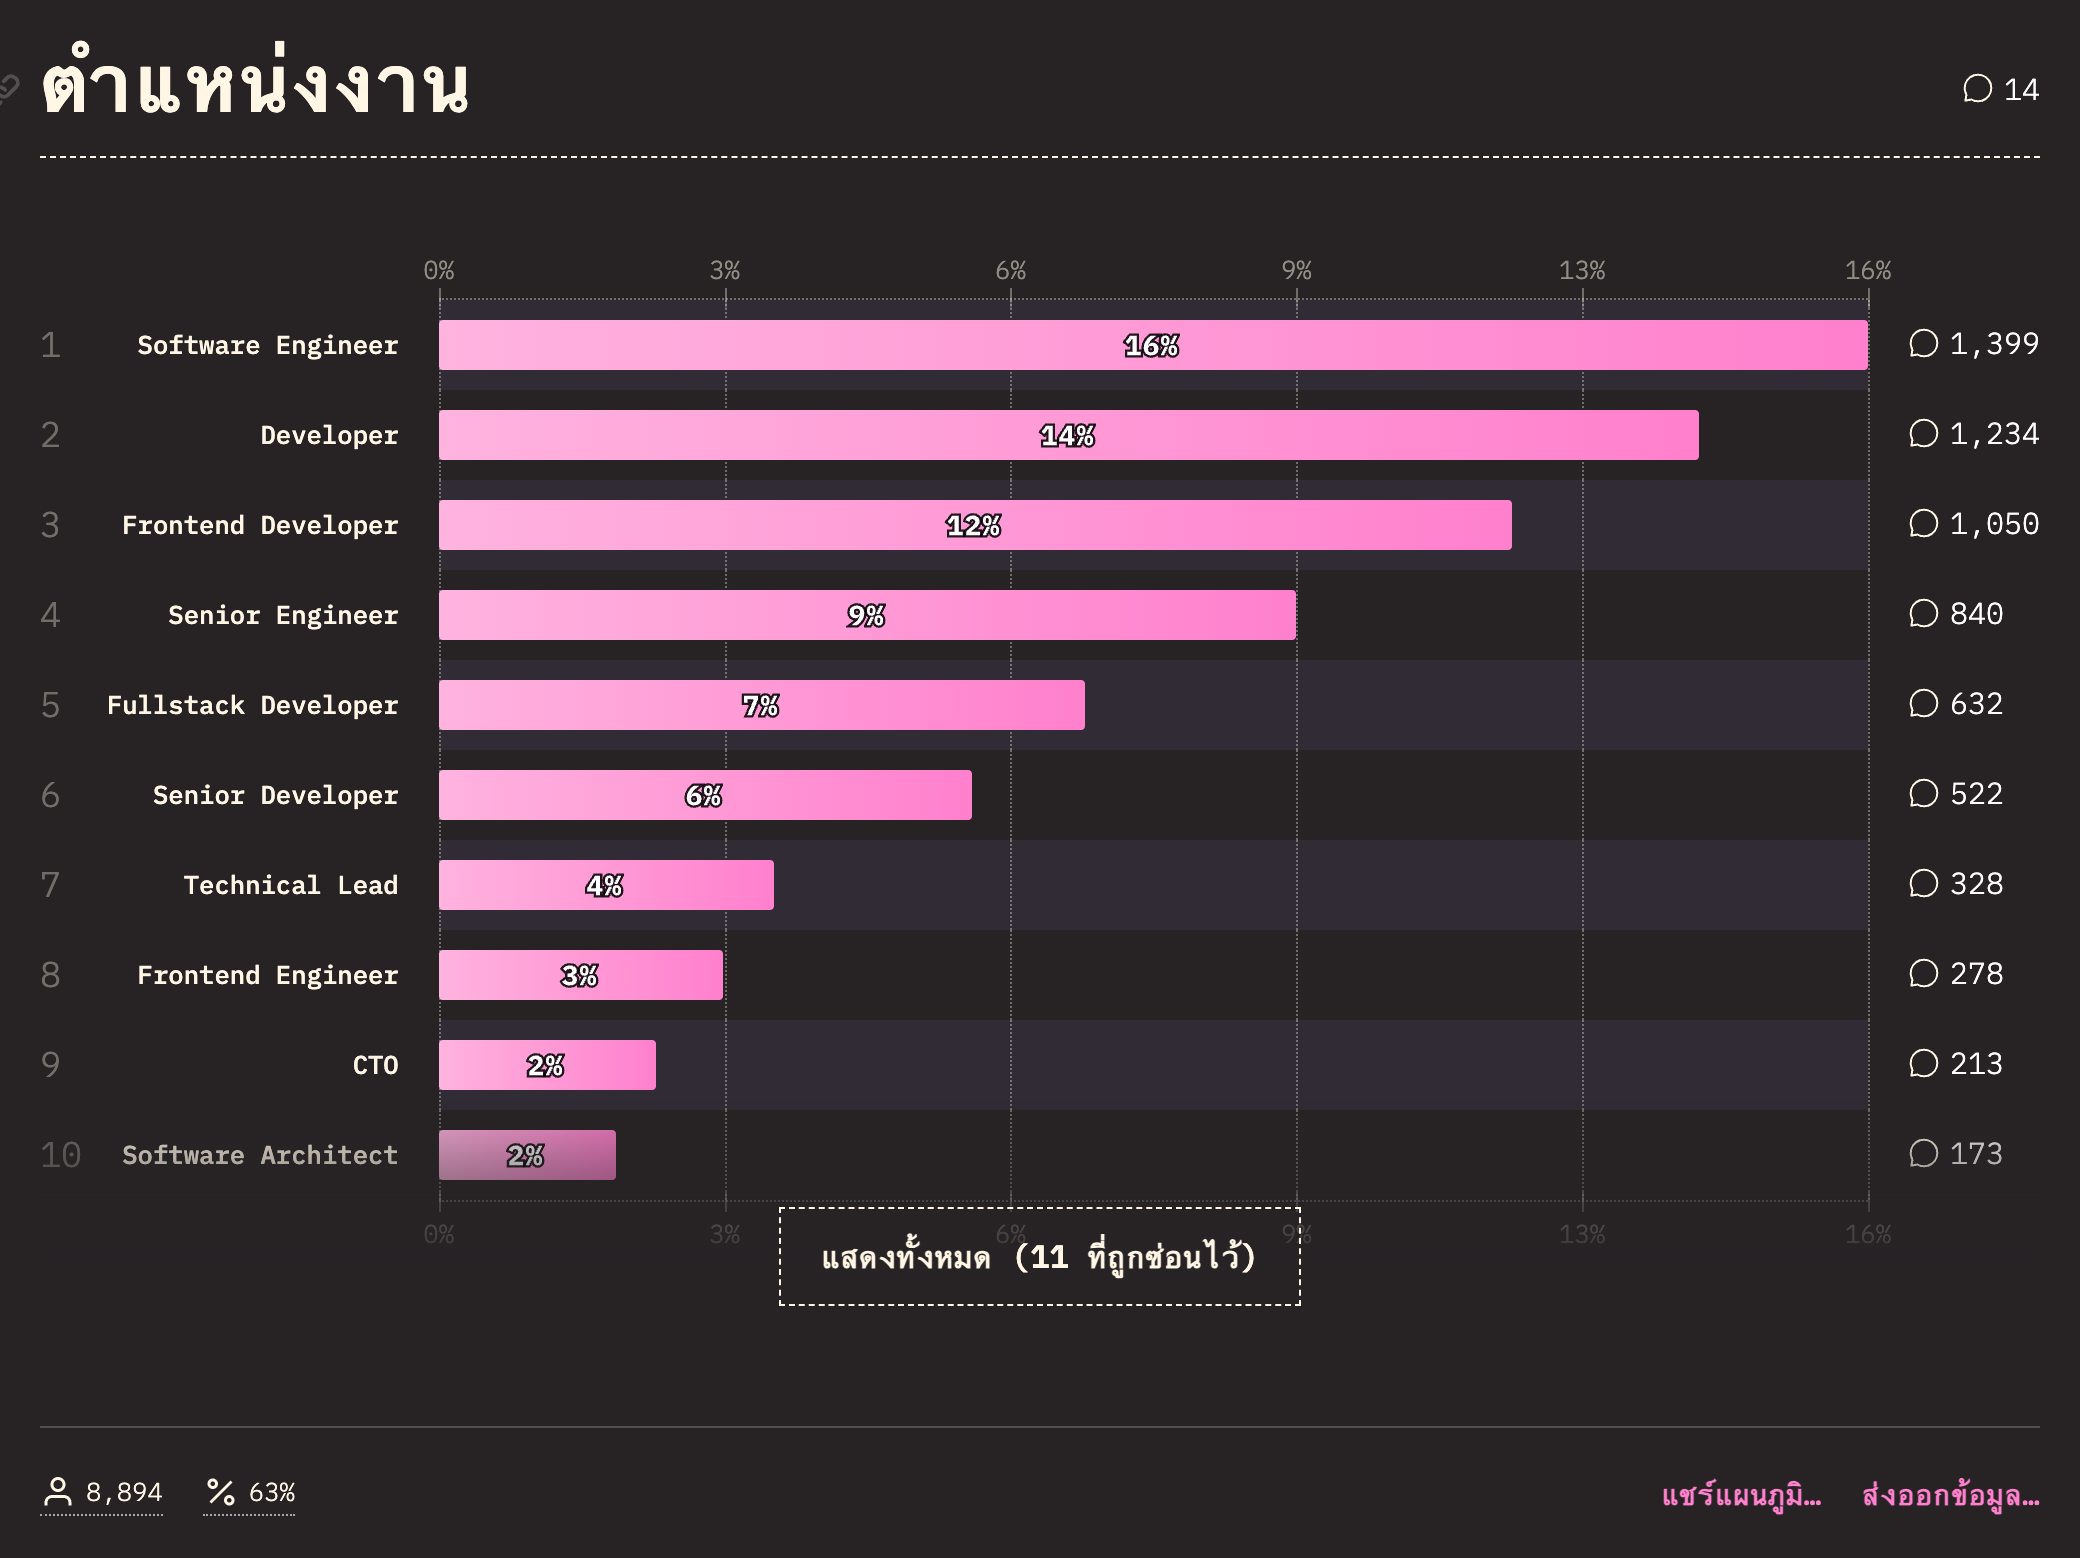 ตำแหน่งงาน
14
0% 3% 6% 9% 13% 16%
1 Software Engineer 16% 1,399
2 Developer 14% 1,234
3 Frontend Developer 12% 1,050
4 Senior Engineer 9% 840
5 Fullstack Developer 7% 632
6 Senior Developer 6% 522
7 Technical Lead 4% 328
8 Frontend Engineer 3% 278
9 CTO 2% 213
10 Software Architect 2% 173
0% 3% 6% 9% 13% 16%
แสดงทั้งหมด (11 ที่ถูกซ่อนไว้)
8,894 % 63%
แชร์แผนภูมิ… ส่งออกข้อมูล…